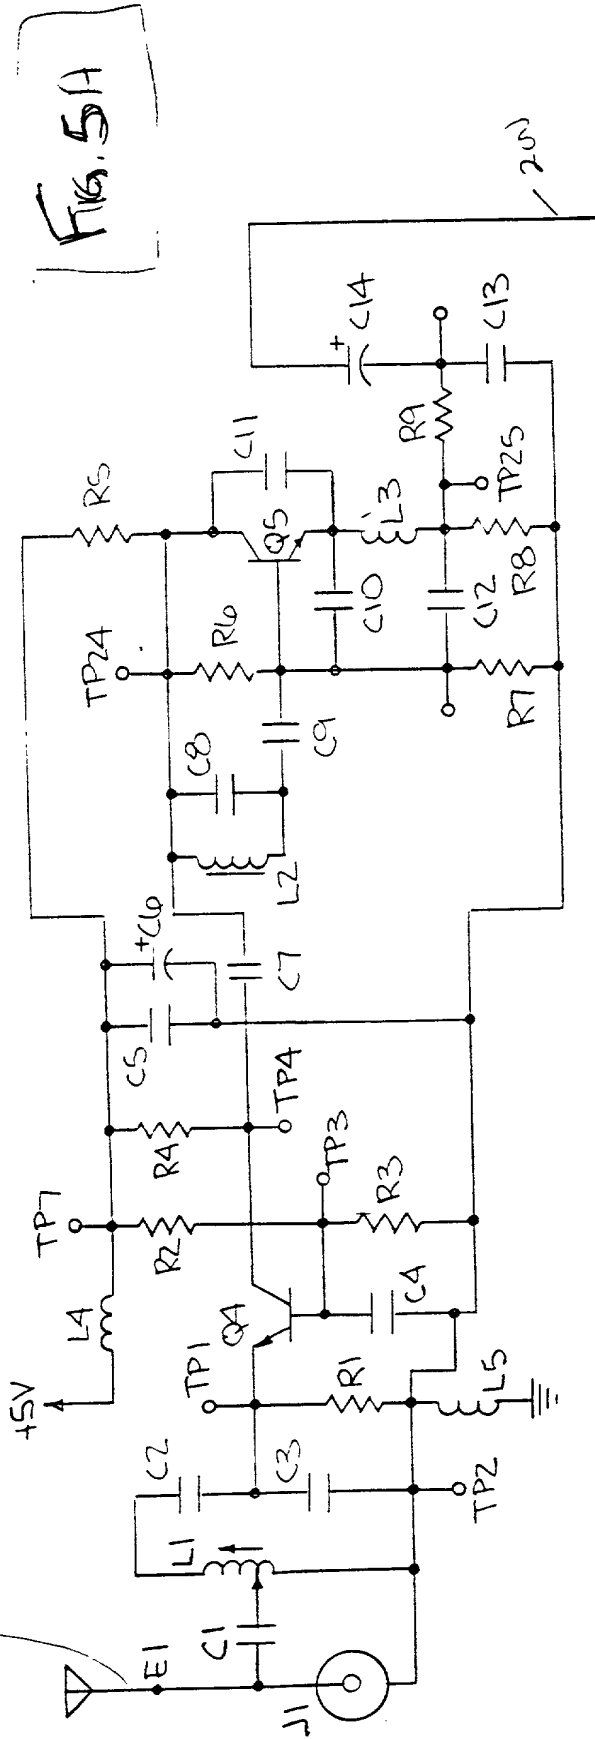 FIG. 5A
+5V
L4
TP7
R2
R4
C5
+
C6
R5
TP24
C8
R6
Q5
C11
L2
C9
C10
L3
R9
+
C14
C13
C12
TP25
R7
R8
C7
TP4
TP3
R3
C4
Q4
TP1
R1
L5
C2
C3
TP2
L1
C1
E1
J1